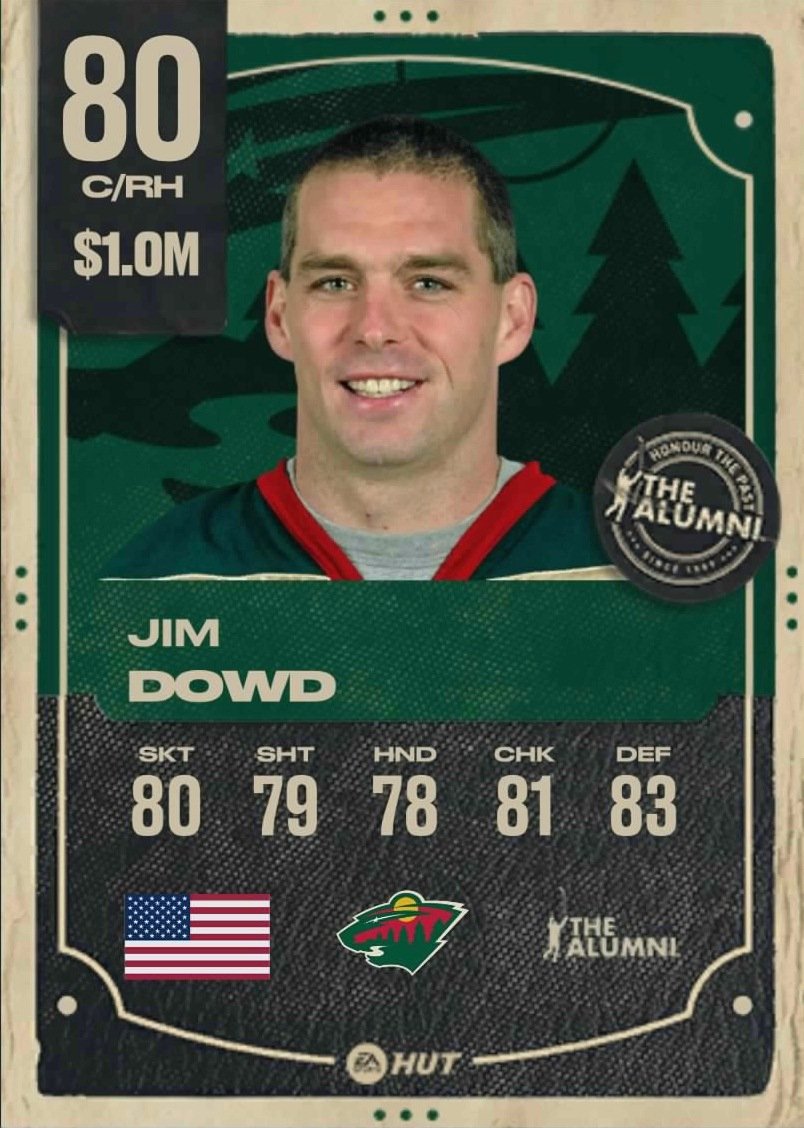 80
C/RH
$1.0M
HONOUR THE PAST
THE
ALUMNI
JIM
DOWD
SKT SHT HND CHK DEF
80 79 78 81 83
THE
ALUMNI
EA
HUT